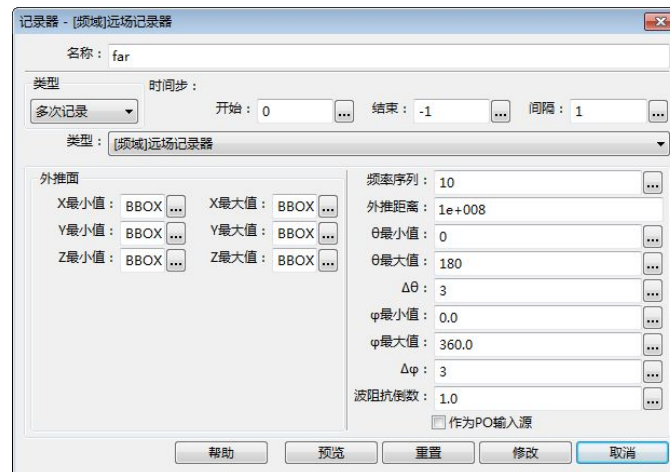 记录器 - [频域]远场记录器
名称： far
类型 时间步：
多次记录 开始： 0 ... 结束： -1 ... 间隔： 1 ...
类型： [频域]远场记录器
外推面 频率序列： 10 ...
X最小值： BBOX ... X最大值： BBOX ... 外推距离： 1e+008
Y最小值： BBOX ... Y最大值： BBOX ... θ最小值： 0 ...
Z最小值： BBOX ... Z最大值： BBOX ... θ最大值： 180 ...
Δθ： 3 ...
φ最小值： 0.0 ...
φ最大值： 360.0 ...
Δφ： 3 ...
波阻抗倒数： 1.0 ...
作为PO输入源
帮助 预览 重置 修改 取消